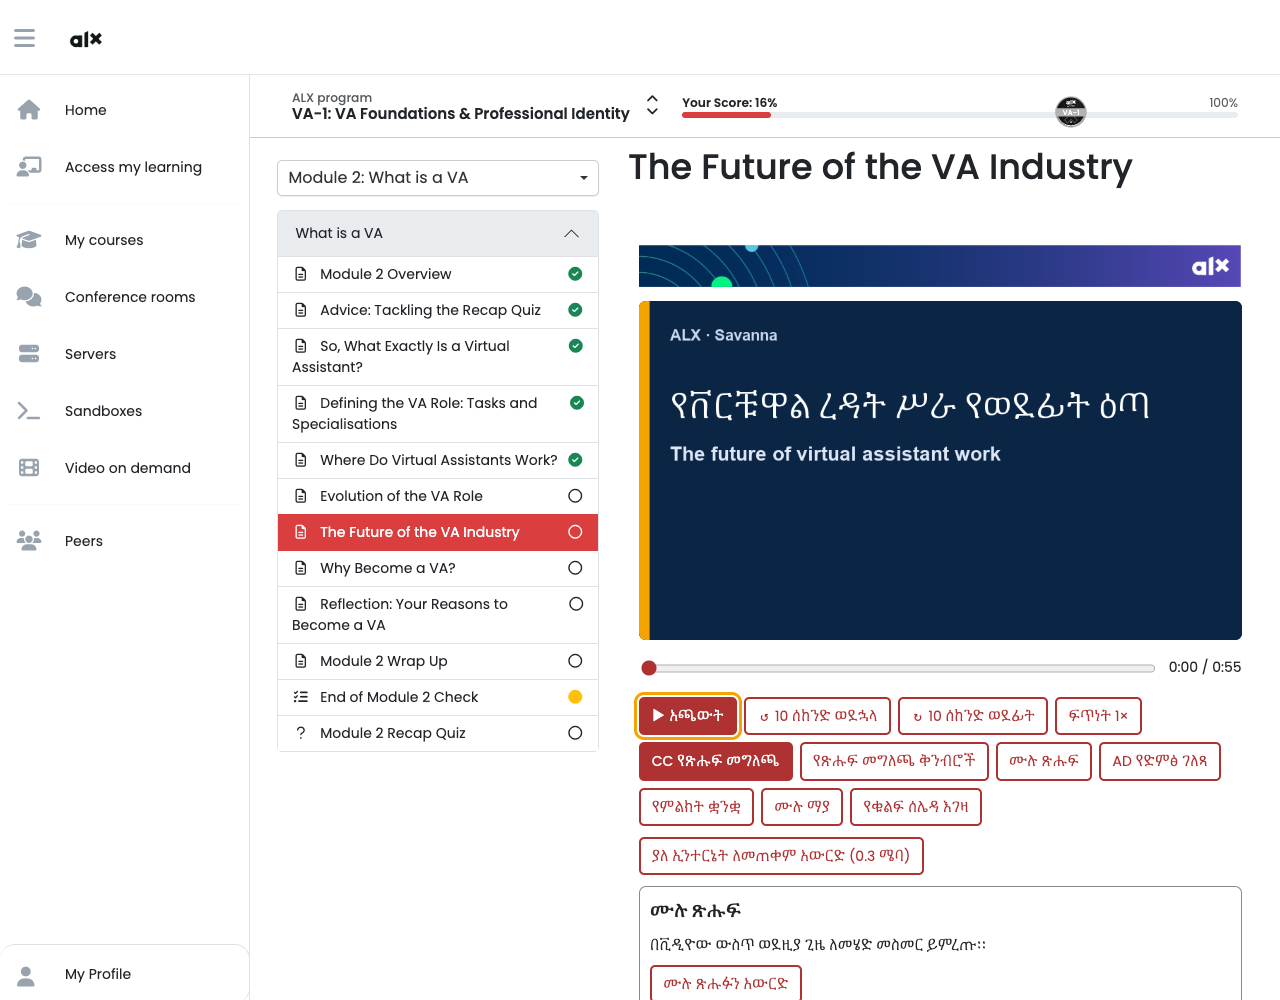 alx
Home
Access my learning
My courses
Conference rooms
Servers
Sandboxes
Video on demand
Peers
My Profile
ALX program
VA-1: VA Foundations & Professional Identity
Your Score: 16%
alx
VA-1
100%
Module 2: What is a VA
What is a VA
Module 2 Overview
Advice: Tackling the Recap Quiz
So, What Exactly Is a Virtual
Assistant?
Defining the VA Role: Tasks and
Specialisations
Where Do Virtual Assistants Work?
Evolution of the VA Role
The Future of the VA Industry
Why Become a VA?
Reflection: Your Reasons to
Become a VA
Module 2 Wrap Up
End of Module 2 Check
? Module 2 Recap Quiz
The Future of the VA Industry
alx
ALX · Savanna
የቨርቹዋል ረዳት ሥራ የወደፊት ዕጣ
The future of virtual assistant work
0:00 / 0:55
▶ አጫውት
↺ 10 ሰከንድ ወደኋላ
↻ 10 ሰከንድ ወደፊት
ፍጥነት 1×
CC የጽሑፍ መግለጫ
የጽሑፍ መግለጫ ቅንብሮች
ሙሉ ጽሑፍ
AD የድምፅ ገለጻ
የምልክት ቋንቋ
ሙሉ ማያ
የቁልፍ ሰሌዳ እገዛ
ያለ ኢንተርኔት ለመጠቀም አውርድ (0.3 ሜባ)
ሙሉ ጽሑፍ
በቪዲዮው ውስጥ ወደዚያ ጊዜ ለመሄድ መስመር ይምረጡ።
ሙሉ ጽሑፉን አውርድ